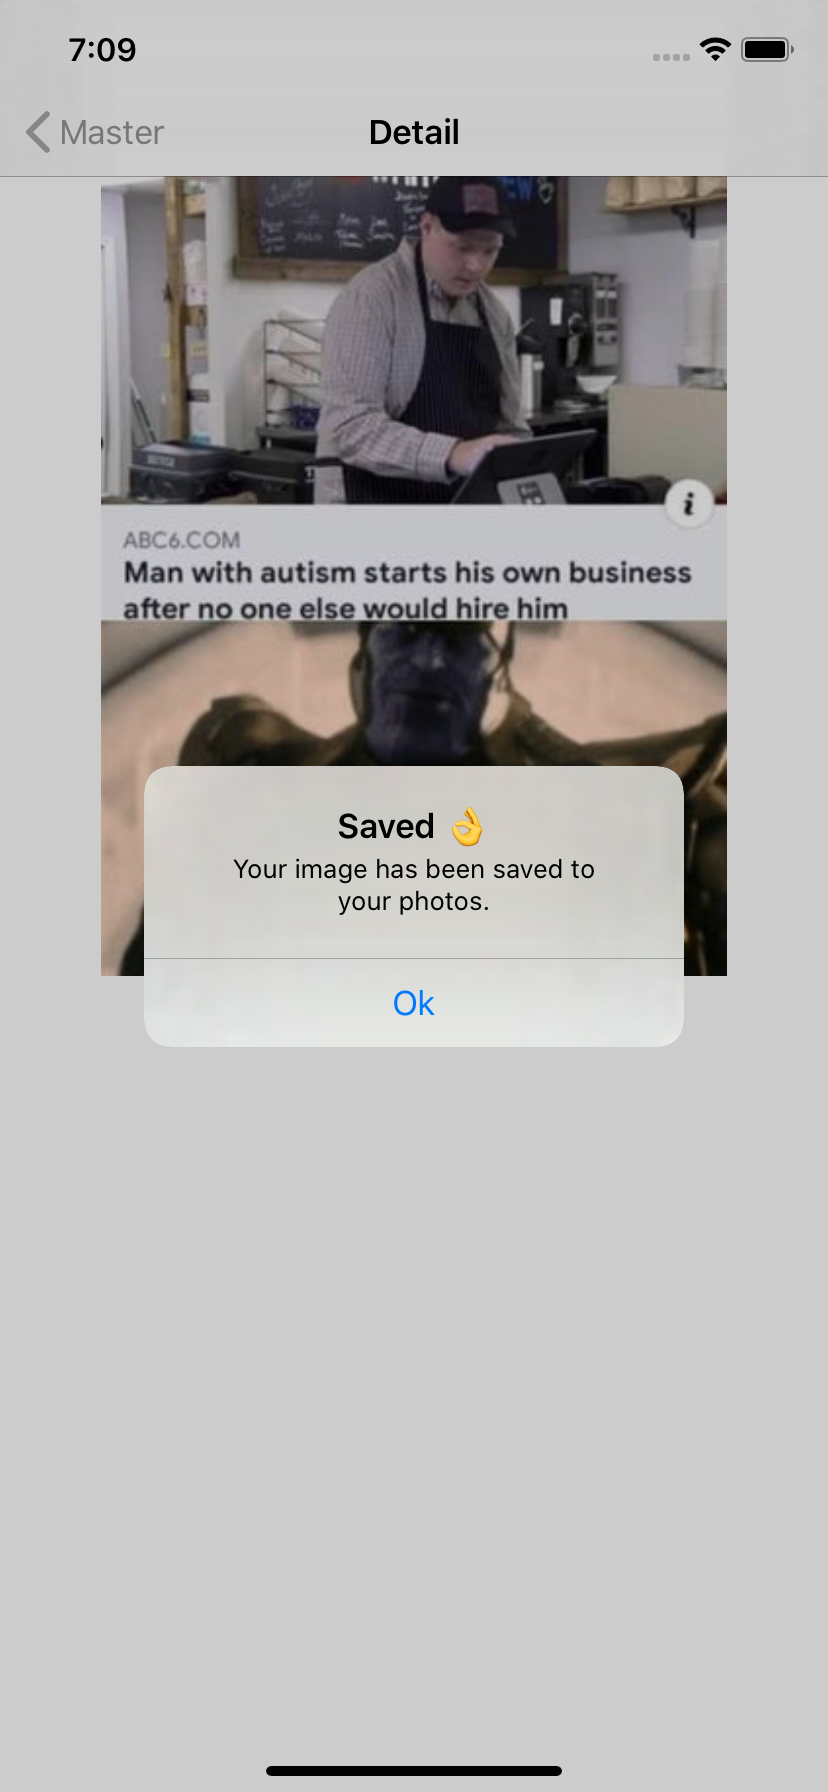 7:09
Master
Detail
ABC6.COM
Man with autism starts his own business
after no one else would hire him
Saved 👌
Your image has been saved to
your photos.
Ok